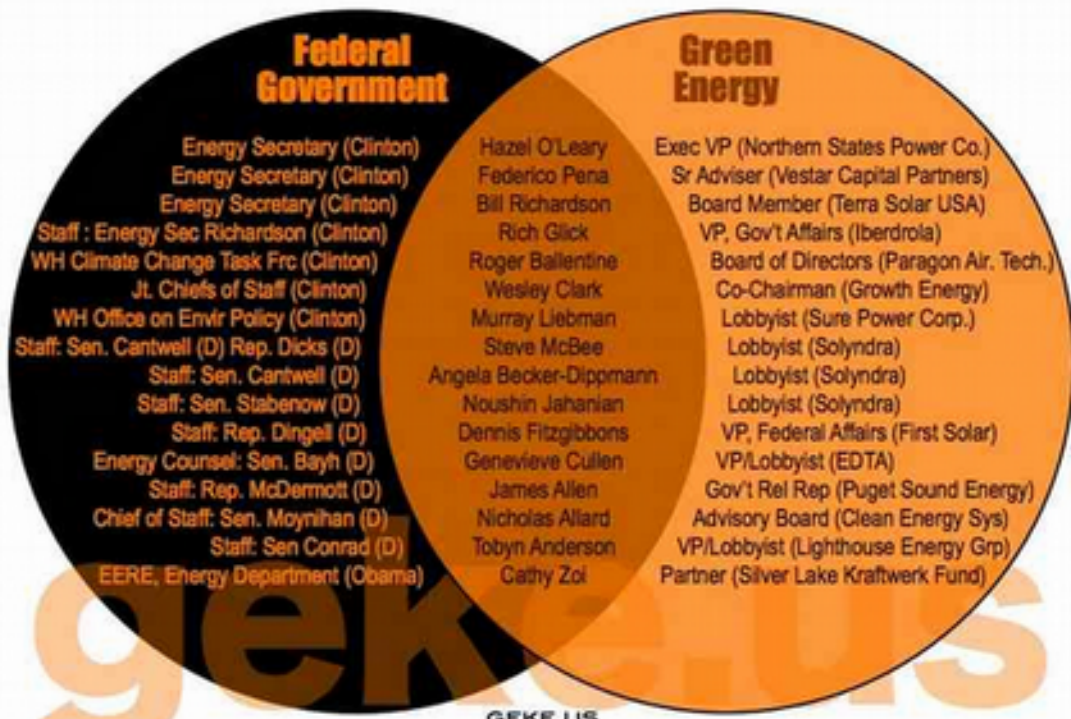 Federal
Government
Green
Energy
Energy Secretary (Clinton) Hazel O'Leary Exec VP (Northern States Power Co.)
Energy Secretary (Clinton) Federico Pena Sr Adviser (Vestar Capital Partners)
Energy Secretary (Clinton) Bill Richardson Board Member (Terra Solar USA)
Staff : Energy Sec Richardson (Clinton) Rich Glick VP, Gov't Affairs (Iberdrola)
WH Climate Change Task Frc (Clinton) Roger Ballentine Board of Directors (Paragon Air. Tech.)
Jt. Chiefs of Staff (Clinton) Wesley Clark Co-Chairman (Growth Energy)
WH Office on Envir Policy (Clinton) Murray Liebman Lobbyist (Sure Power Corp.)
Staff: Sen. Cantwell (D) Rep. Dicks (D) Steve McBee Lobbyist (Solyndra)
Staff: Sen. Cantwell (D) Angela Becker-Dippmann Lobbyist (Solyndra)
Staff: Sen. Stabenow (D) Noushin Jahanian Lobbyist (Solyndra)
Staff: Rep. Dingell (D) Dennis Fitzgibbons VP, Federal Affairs (First Solar)
Energy Counsel: Sen. Bayh (D) Genevieve Cullen VP/Lobbyist (EDTA)
Staff: Rep. McDermott (D) James Allen Gov't Rel Rep (Puget Sound Energy)
Chief of Staff: Sen. Moynihan (D) Nicholas Allard Advisory Board (Clean Energy Sys)
Staff: Sen Conrad (D) Tobyn Anderson VP/Lobbyist (Lighthouse Energy Grp)
EERE, Energy Department (Obama) Cathy Zoi Partner (Silver Lake Kraftwerk Fund)
geke.us
GEKE.US